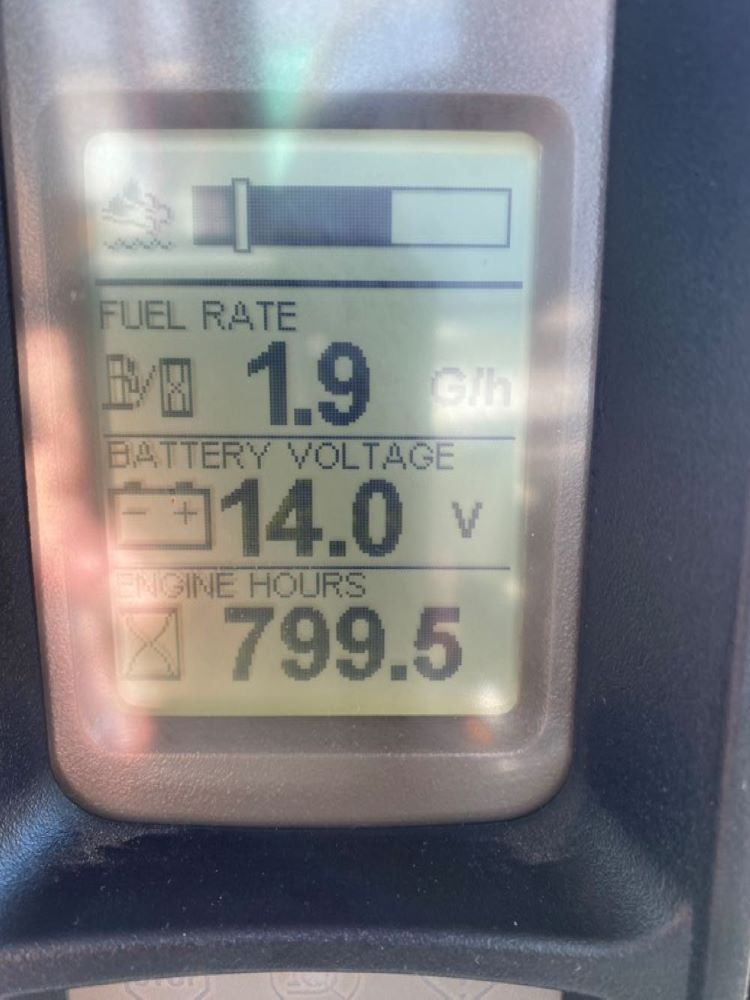 FUEL RATE
1.9 G/h
BATTERY VOLTAGE
- + 14.0 V
ENGINE HOURS
799.5